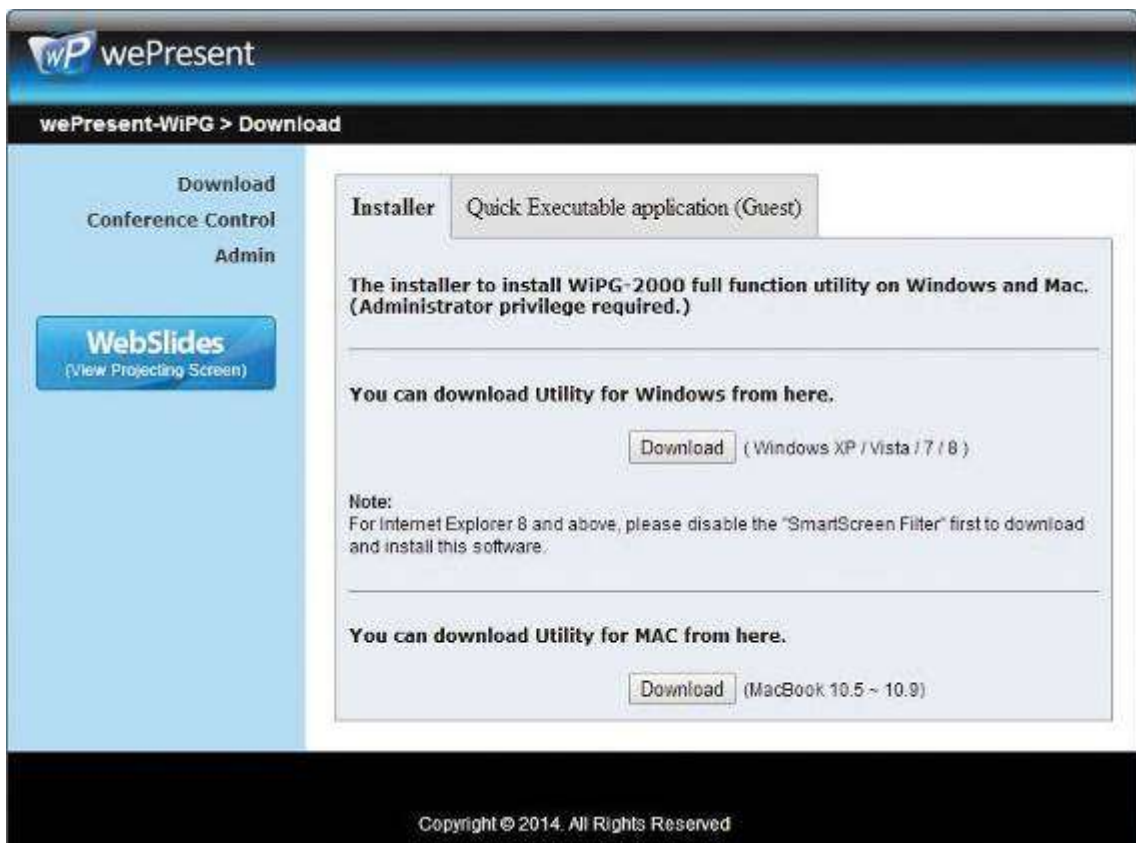 wP wePresent
wePresent-WiPG > Download
Download
Conference Control
Admin
WebSlides
(View Projecting Screen)
Installer
Quick Executable application (Guest)
The installer to install WiPG-2000 full function utility on Windows and Mac.
(Administrator privilege required.)
You can download Utility for Windows from here.
Download ( Windows XP / Vista / 7 / 8 )
Note:
For Internet Explorer 8 and above, please disable the "SmartScreen Filter" first to download
and install this software.
You can download Utility for MAC from here.
Download (MacBook 10.5 ~ 10.9)
Copyright © 2014. All Rights Reserved